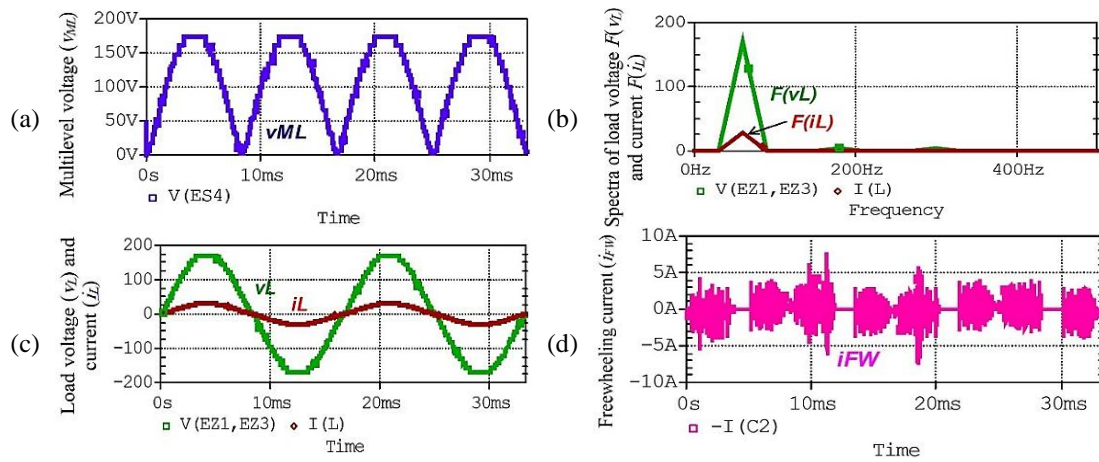 (a)
Multilevel voltage (vML)
200V
150V
100V
50V
0V
vML
0s
10ms
20ms
30ms
V(ES4)
Time
(b)
Spectra of load voltage F(vL)
and current F(iL)
200
100
0
F(vL)
F(iL)
0Hz
200Hz
400Hz
V(EZ1,EZ3)
I(L)
Frequency
(c)
Load voltage (vL) and
current (iL)
200
100
0
-100
-200
vL
iL
0s
10ms
20ms
30ms
V(EZ1,EZ3)
I(L)
Time
(d)
Freewheeling current (iFW)
10A
5A
0A
-5A
-10A
iFW
0s
10ms
20ms
30ms
-I(C2)
Time